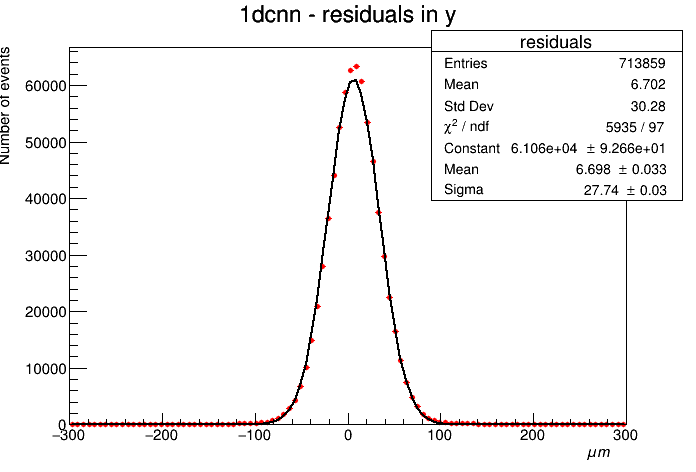 1dcnn - residuals in y
residuals
Entries 713859
Mean 6.702
Std Dev 30.28
χ² / ndf 5935 / 97
Constant 6.106e+04 ± 9.266e+01
Mean 6.698 ± 0.033
Sigma 27.74 ± 0.03
Number of events
60000
50000
40000
30000
20000
10000
0
−300 −200 −100 0 100 200 300
μm